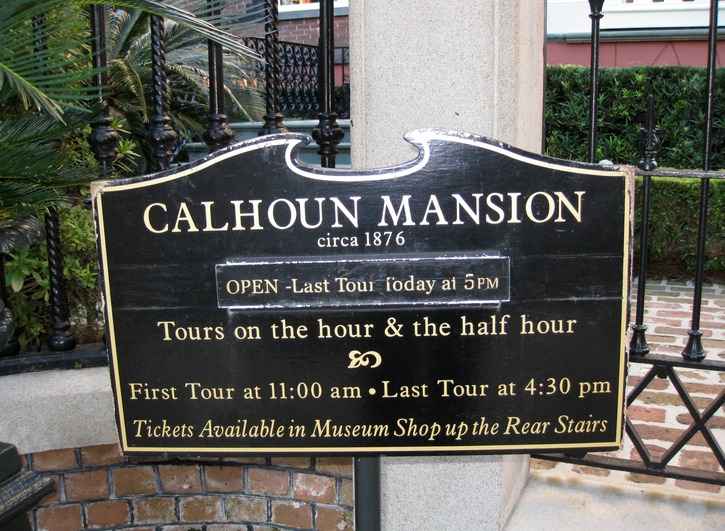 CALHOUN MANSION
circa 1876
OPEN -Last Tour Today at 5PM
Tours on the hour & the half hour
First Tour at 11:00 am • Last Tour at 4:30 pm
Tickets Available in Museum Shop up the Rear Stairs